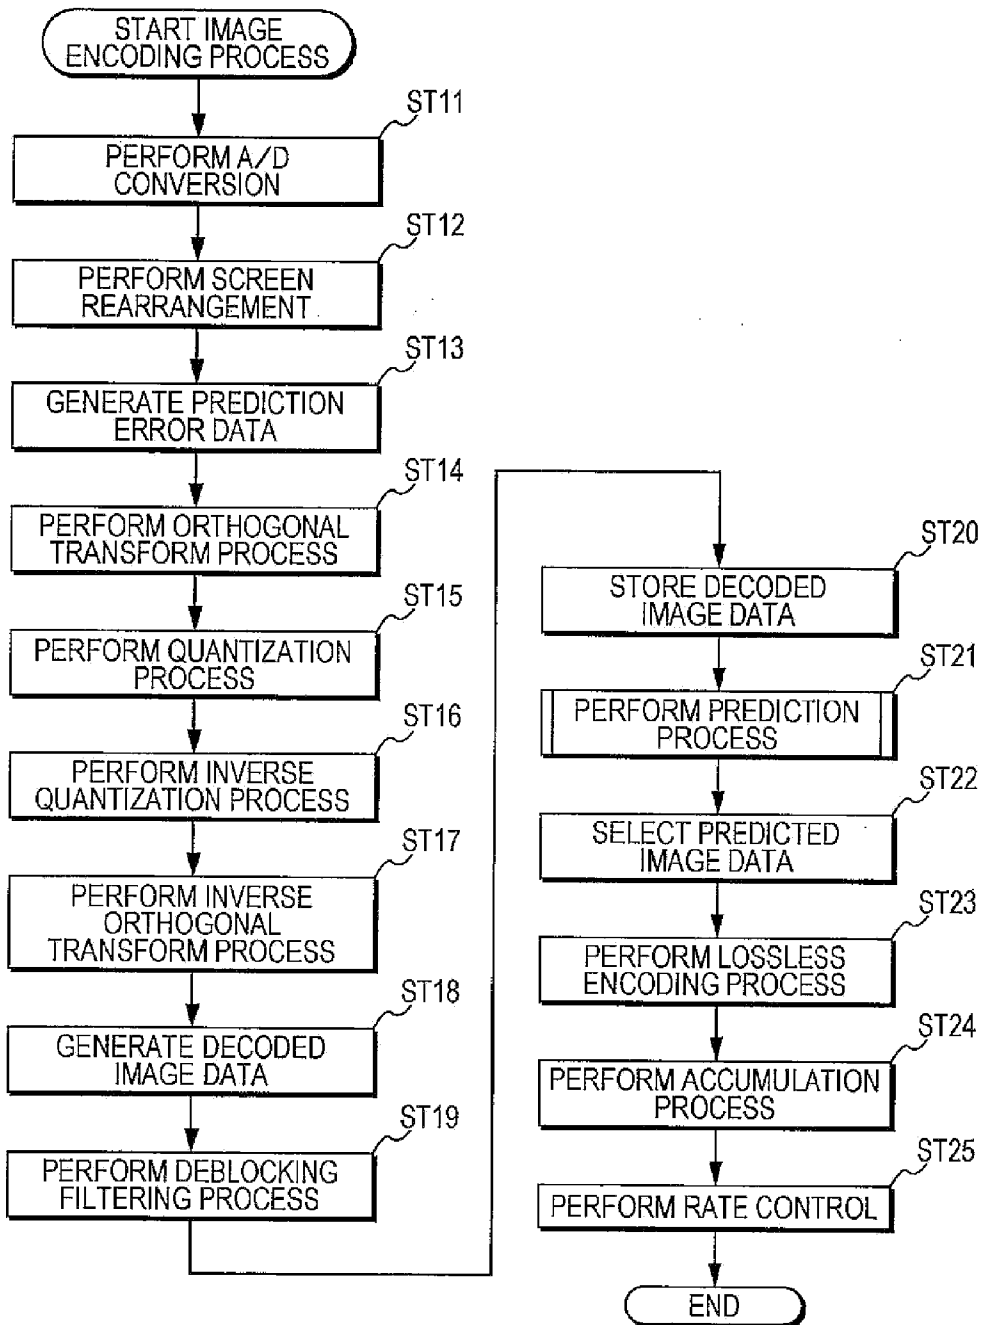 START IMAGE
ENCODING PROCESS
ST11
PERFORM A/D
CONVERSION
ST12
PERFORM SCREEN
REARRANGEMENT
ST13
GENERATE PREDICTION
ERROR DATA
ST14
PERFORM ORTHOGONAL
TRANSFORM PROCESS
ST15
PERFORM QUANTIZATION
PROCESS
ST16
PERFORM INVERSE
QUANTIZATION PROCESS
ST17
PERFORM INVERSE
ORTHOGONAL
TRANSFORM PROCESS
ST18
GENERATE DECODED
IMAGE DATA
ST19
PERFORM DEBLOCKING
FILTERING PROCESS
ST20
STORE DECODED
IMAGE DATA
ST21
PERFORM PREDICTION
PROCESS
ST22
SELECT PREDICTED
IMAGE DATA
ST23
PERFORM LOSSLESS
ENCODING PROCESS
ST24
PERFORM ACCUMULATION
PROCESS
ST25
PERFORM RATE CONTROL
END